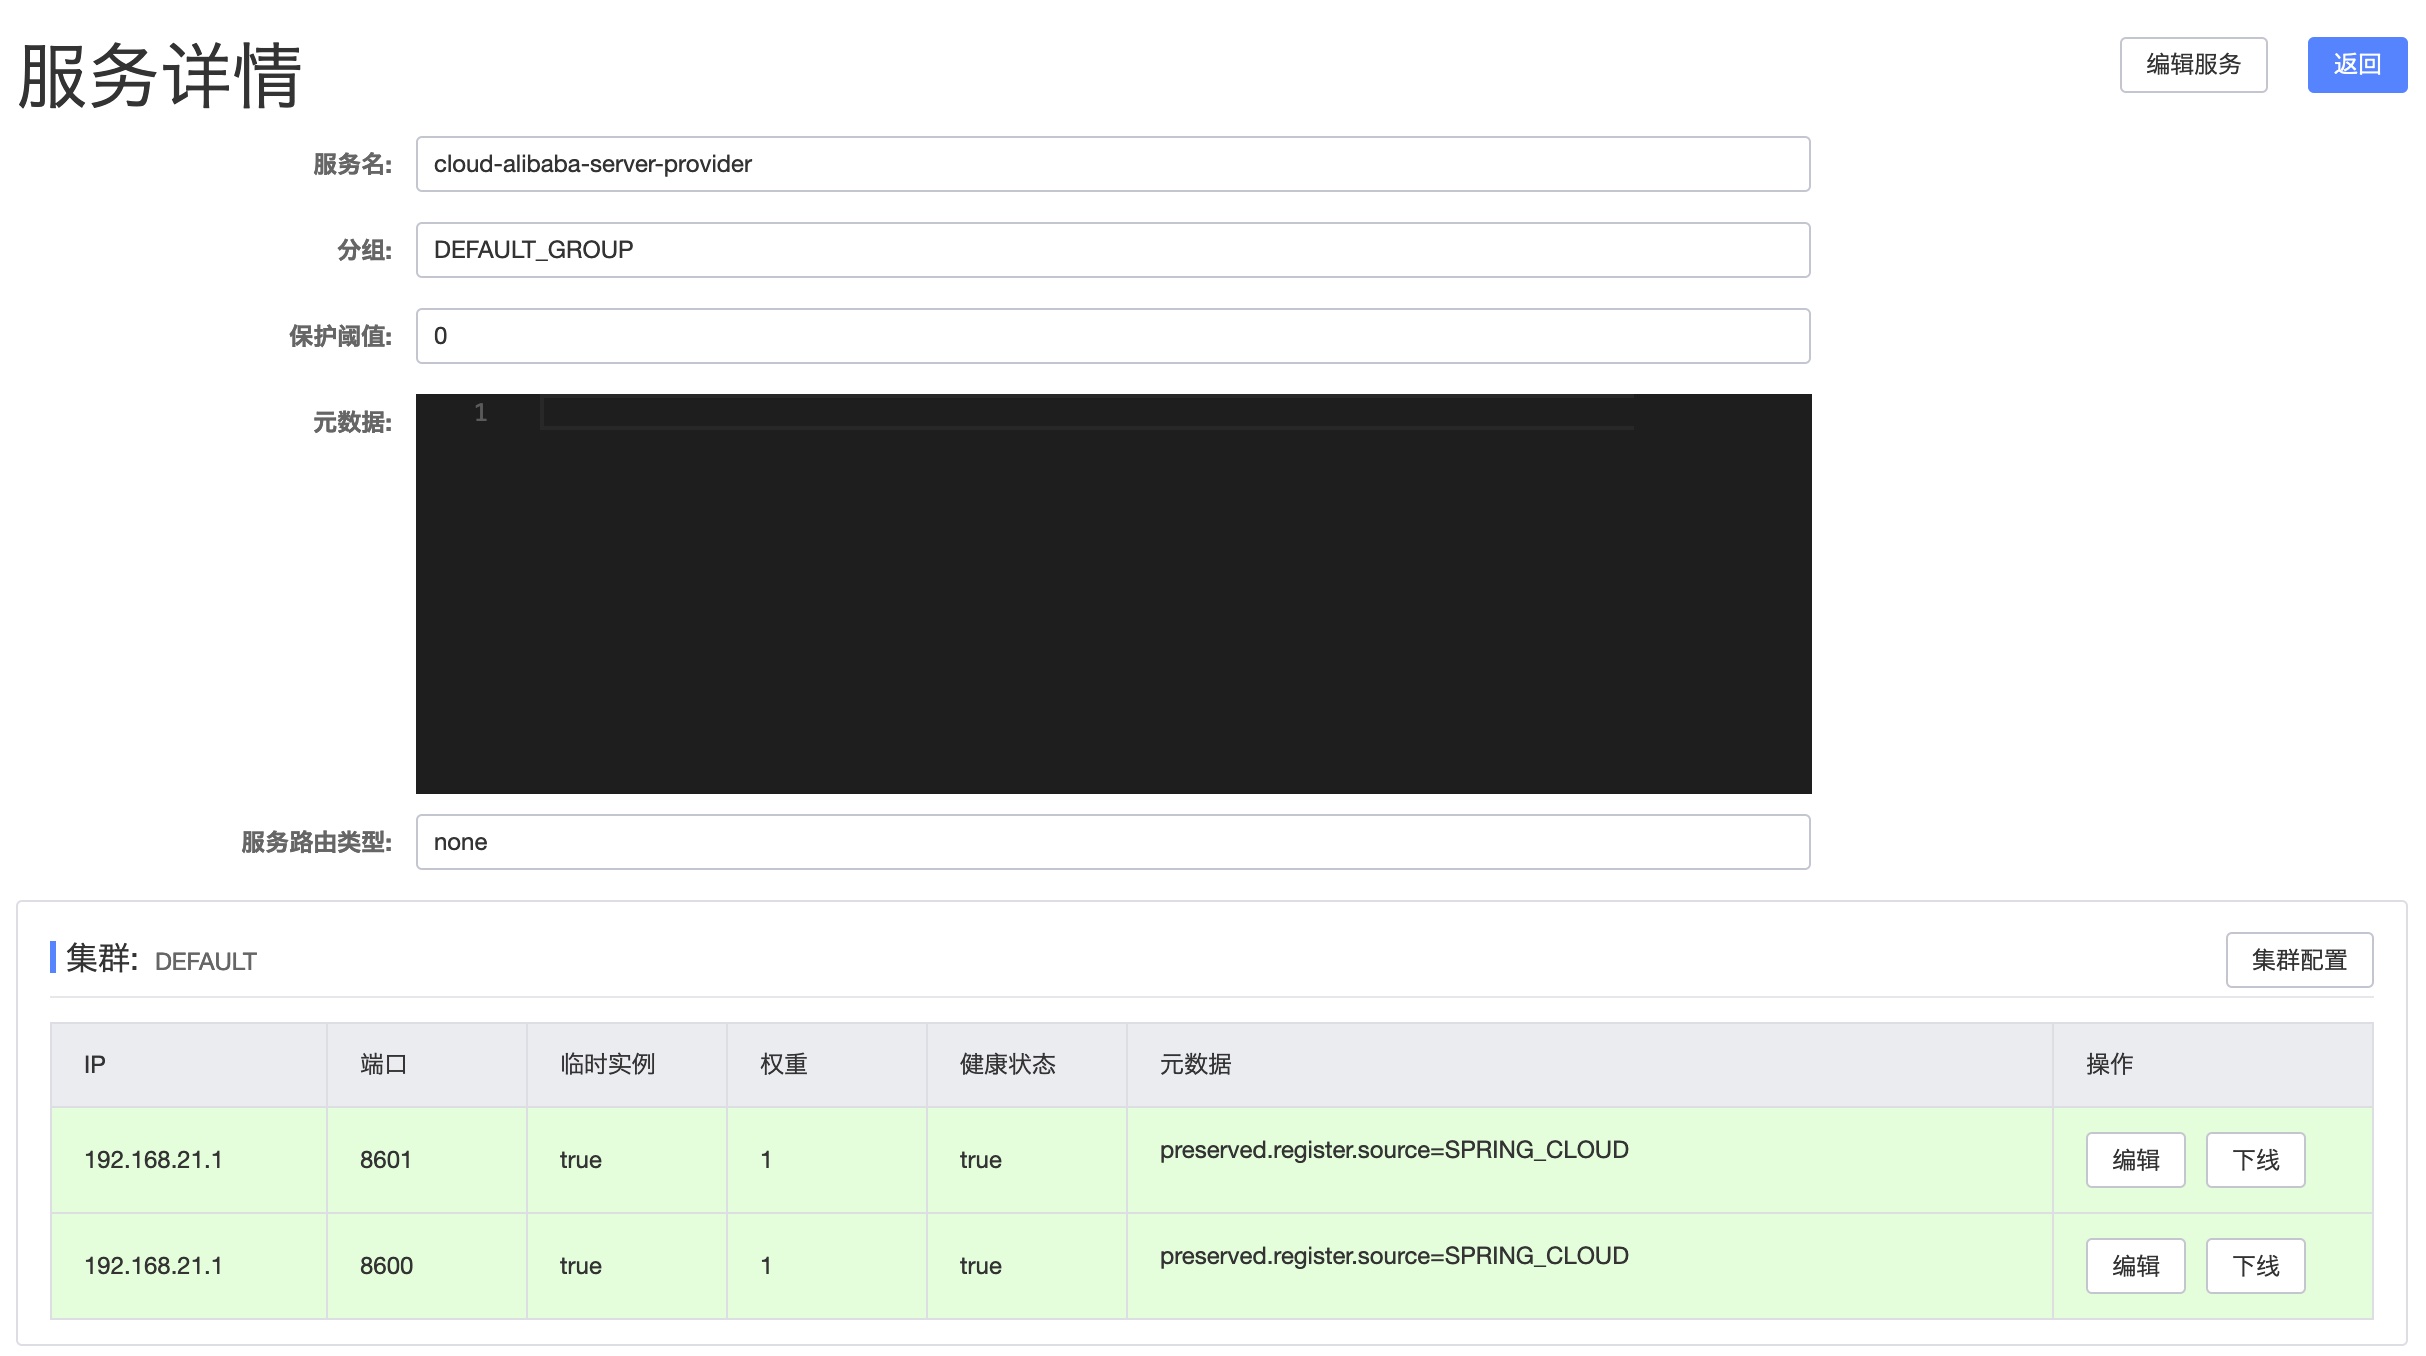 服务详情
编辑服务 返回
服务名: cloud-alibaba-server-provider
分组: DEFAULT_GROUP
保护阈值: 0
元数据: 1
服务路由类型: none
集群: DEFAULT 集群配置
IP 端口 临时实例 权重 健康状态 元数据 操作
192.168.21.1 8601 true 1 true preserved.register.source=SPRING_CLOUD 编辑 下线
192.168.21.1 8600 true 1 true preserved.register.source=SPRING_CLOUD 编辑 下线